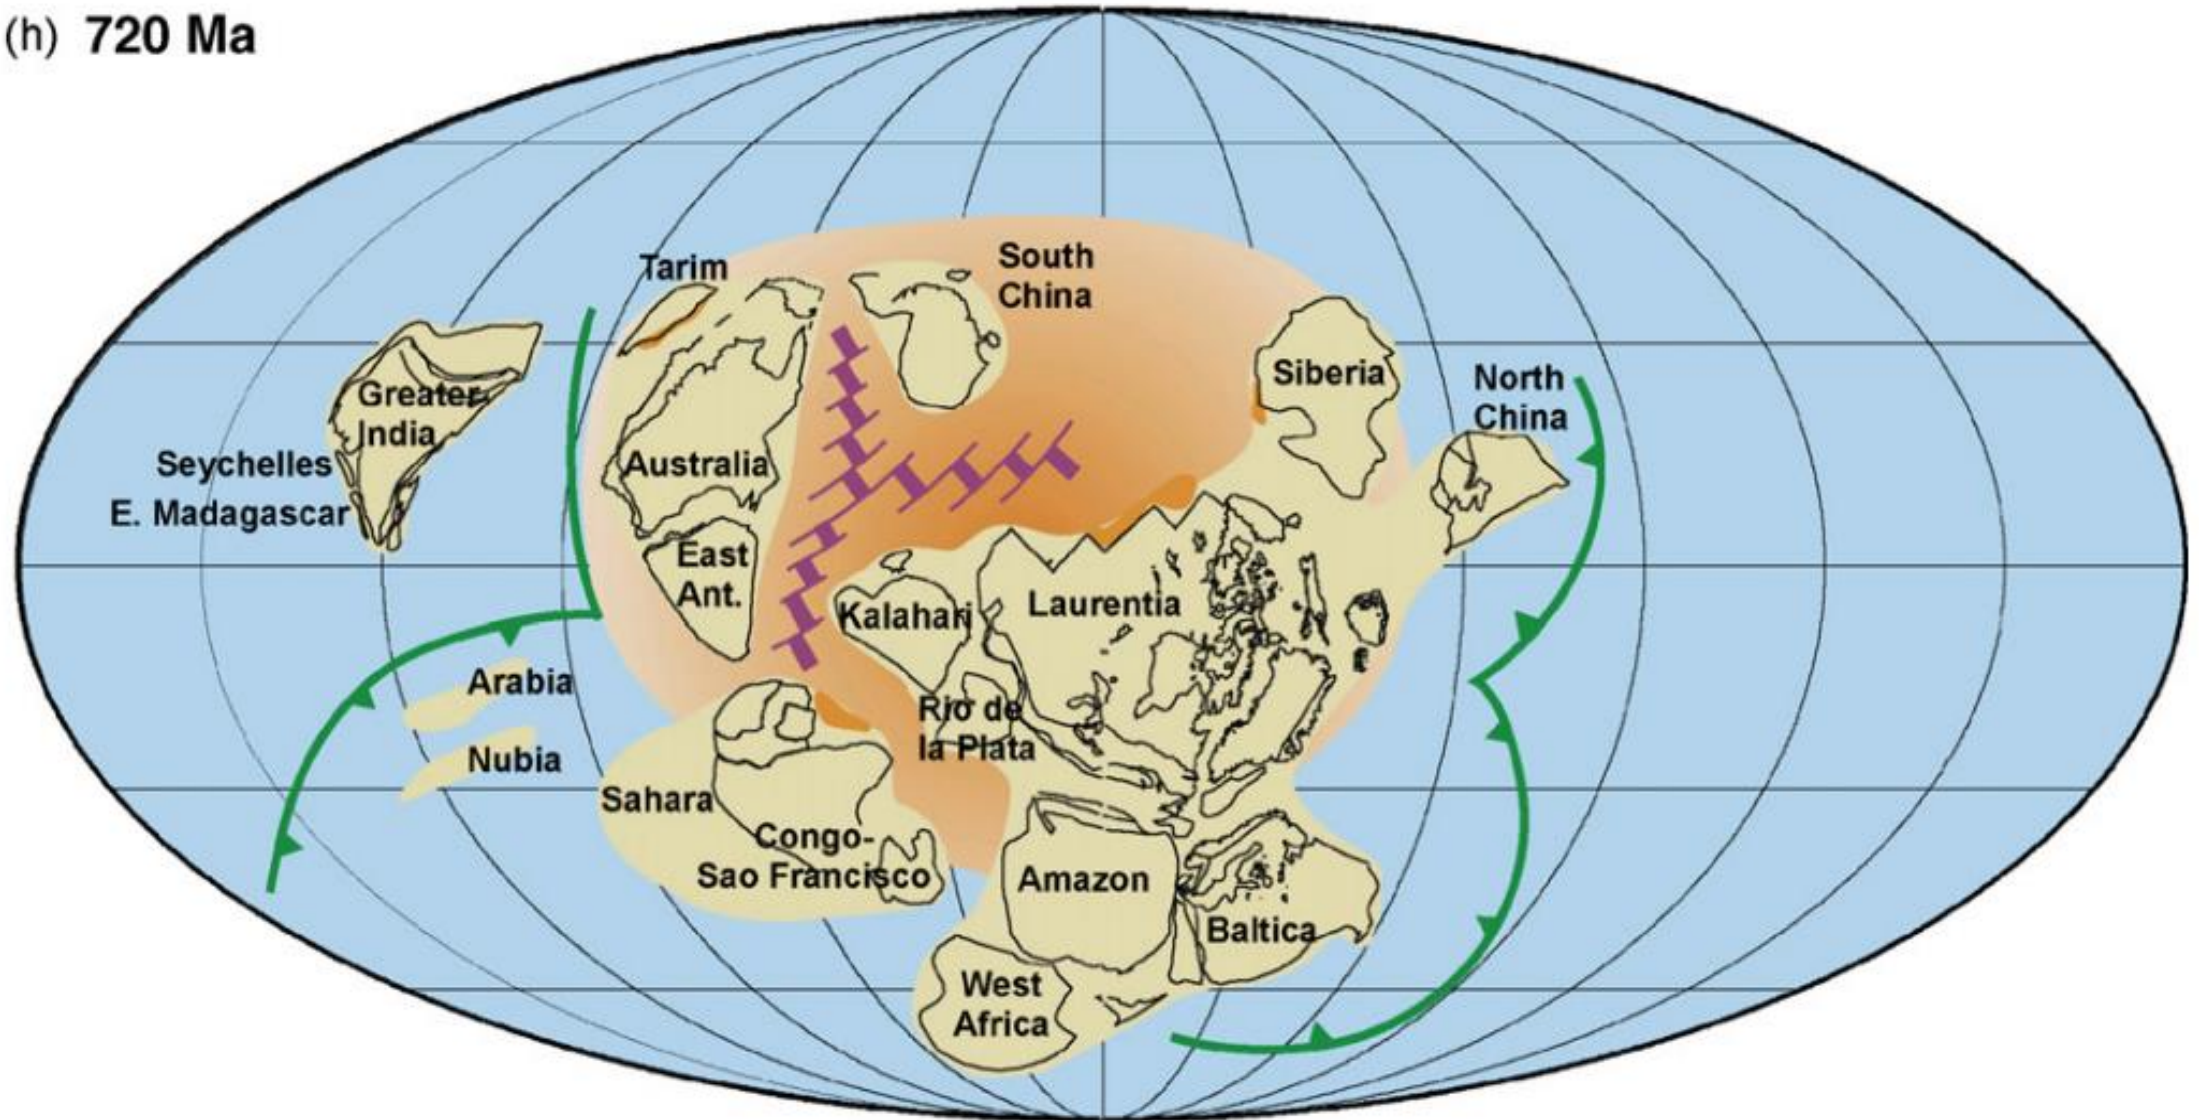 (h) 720 Ma
Tarim
South
China
Siberia
North
China
Greater
India
Seychelles
E. Madagascar
Australia
East
Ant.
Kalahari
Laurentia
Arabia
Nubia
Rio de
la Plata
Sahara
Congo-
Sao Francisco
Amazon
Baltica
West
Africa